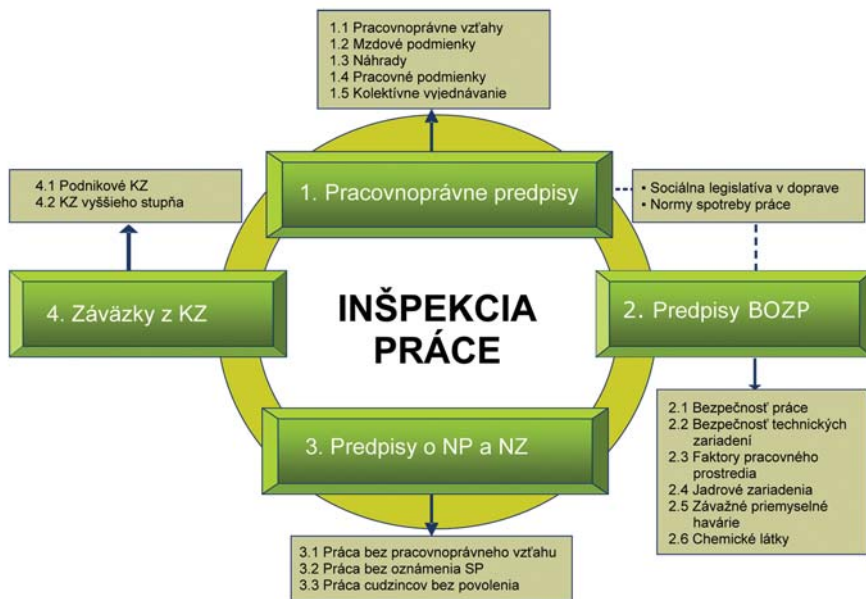 1.1 Pracovnoprávne vzťahy
1.2 Mzdové podmienky
1.3 Náhrady
1.4 Pracovné podmienky
1.5 Kolektívne vyjednávanie
1. Pracovnoprávne predpisy
• Sociálna legislatíva v doprave
• Normy spotreby práce
4.1 Podnikové KZ
4.2 KZ vyššieho stupňa
4. Záväzky z KZ
INŠPEKCIA
PRÁCE
2. Predpisy BOZP
2.1 Bezpečnosť práce
2.2 Bezpečnosť technických
zariadení
2.3 Faktory pracovného
prostredia
2.4 Jadrové zariadenia
2.5 Závažné priemyselné
havárie
2.6 Chemické látky
3. Predpisy o NP a NZ
3.1 Práca bez pracovnoprávneho vzťahu
3.2 Práca bez oznámenia SP
3.3 Práca cudzincov bez povolenia